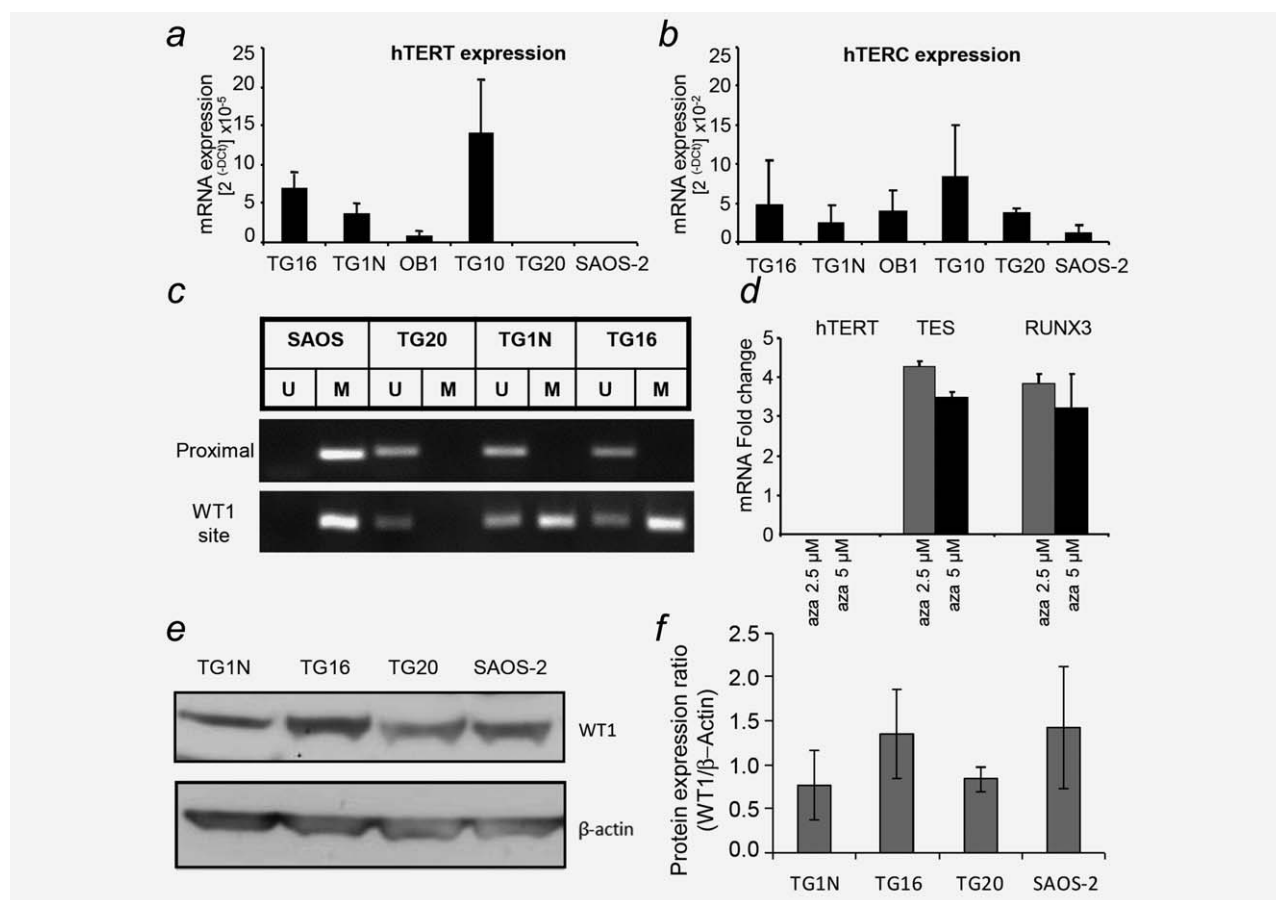 a
hTERT expression
mRNA expression
[2 (-DCt)] x10-5
25
20
15
10
5
0
TG16 TG1N OB1 TG10 TG20 SAOS-2
b
hTERC expression
mRNA expression
[2 (-DCt)] x10-2
25
20
15
10
5
0
TG16 TG1N OB1 TG10 TG20 SAOS-2
c
SAOS TG20 TG1N TG16
U M U M U M U M
Proximal
WT1
site
d
hTERT TES RUNX3
mRNA Fold change
5
4
3
2
1
0
aza 2.5 µM
aza 5 µM
aza 2.5 µM
aza 5 µM
aza 2.5 µM
aza 5 µM
e
TG1N TG16 TG20 SAOS-2
WT1
β-actin
f
Protein expression ratio
(WT1/β–Actin)
2.5
2.0
1.5
1.0
0.5
0.0
TG1N TG16 TG20 SAOS-2